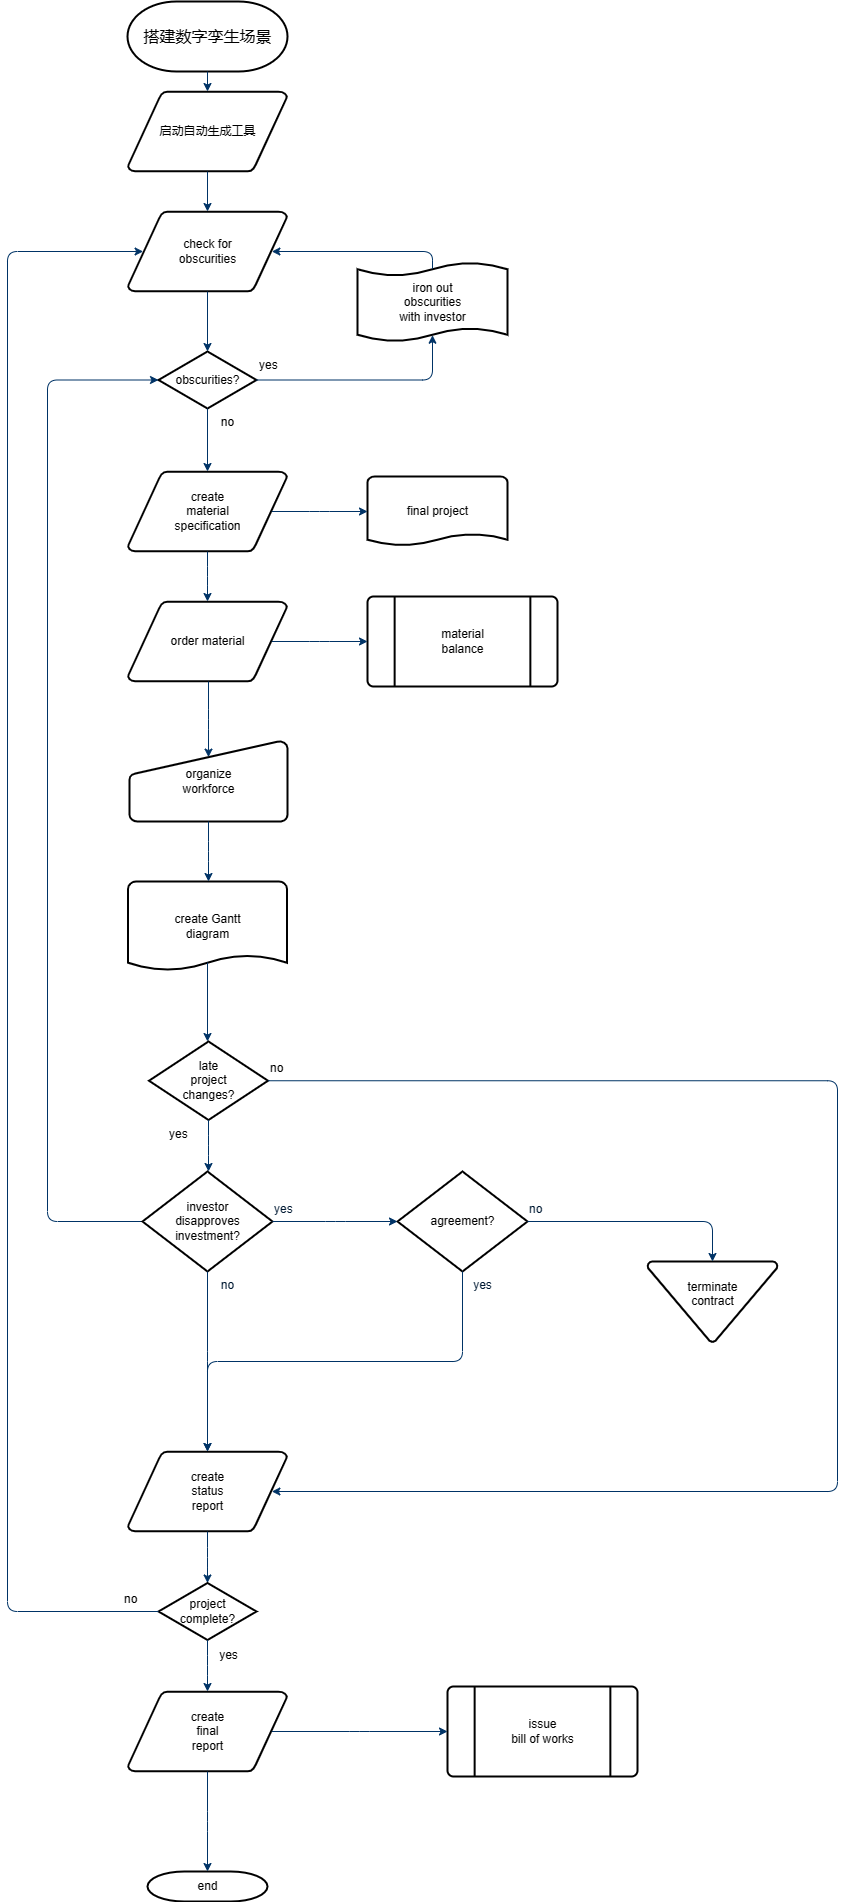 搭建数字孪生场景
启动自动生成工具
check for
obscurities
iron out
obscurities
with investor
obscurities?
yes
no
create
material
specification
final project
order material
material
balance
organize
workforce
create Gantt
diagram
late
project
changes?
no
yes
investor
disapproves
investment?
yes
agreement?
no
no
yes
terminate
contract
create
status
report
no
project
complete?
yes
create
final
report
issue
bill of works
end